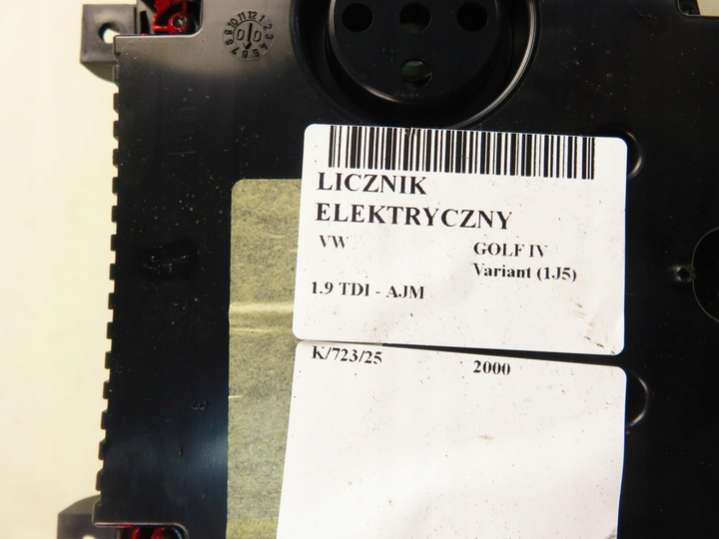 LICZNIK
ELEKTRYCZNY
VW GOLF IV
Variant (1J5)
1.9 TDI - AJM
K/723/25 2000